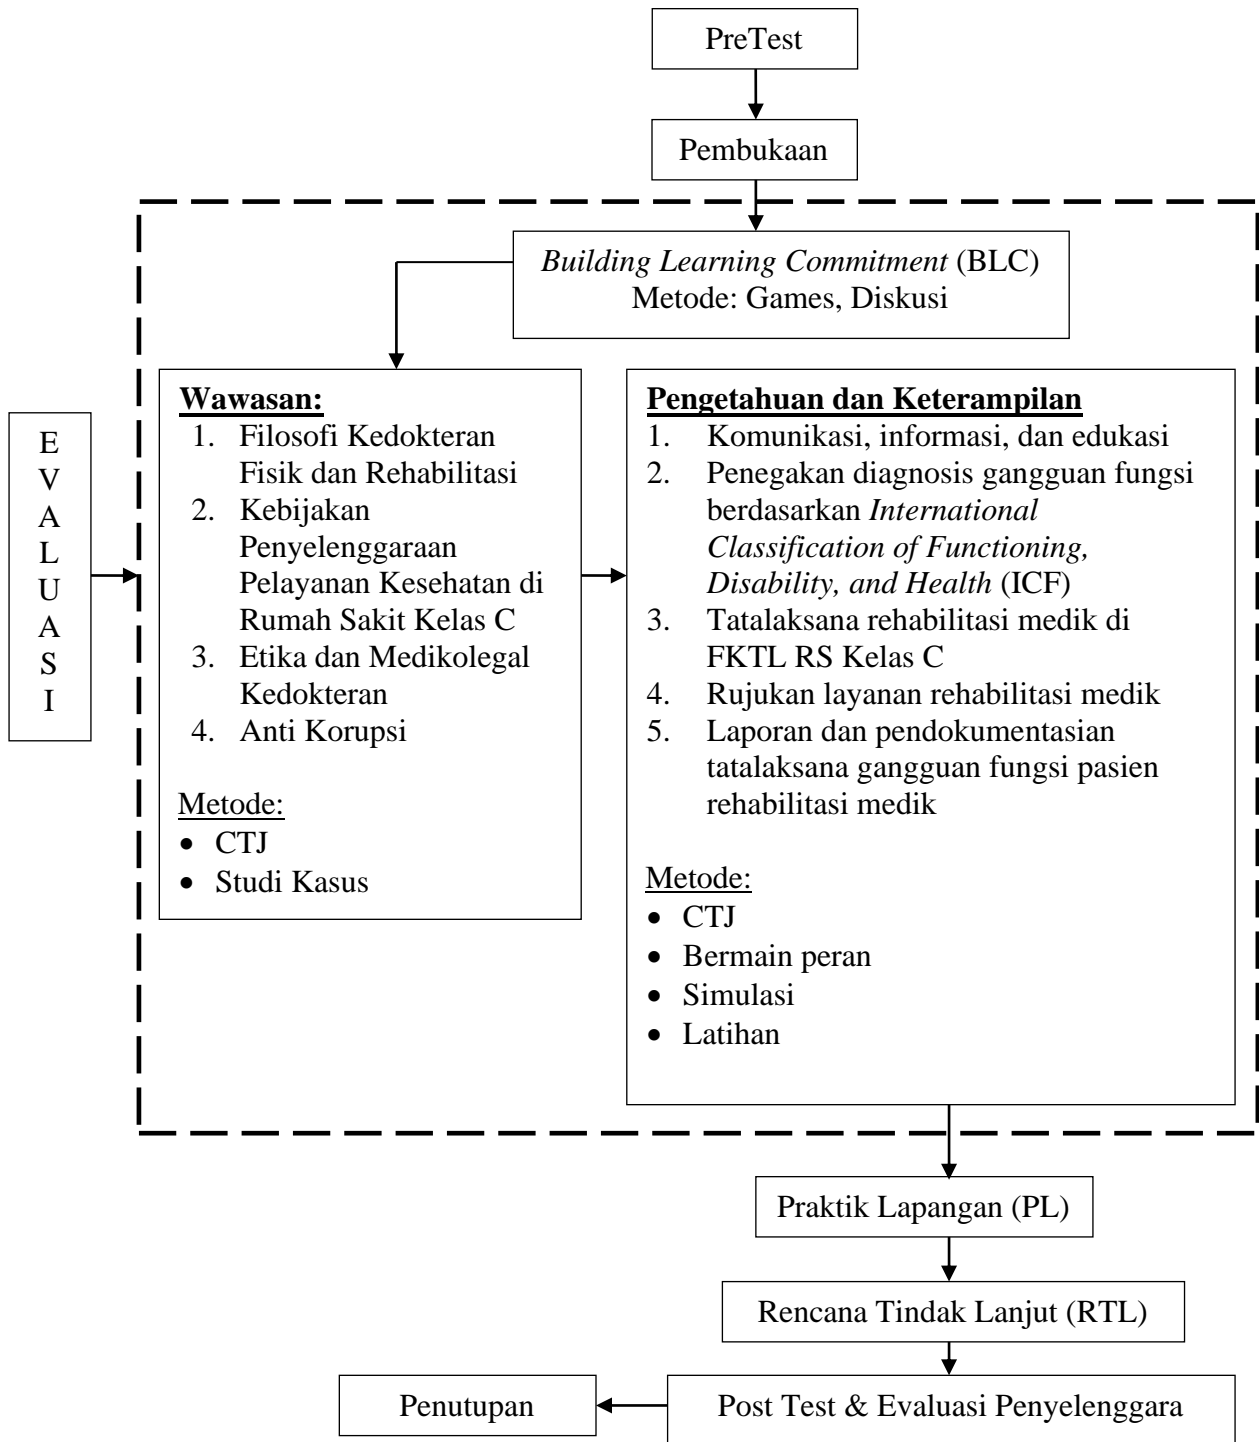 PreTest
Pembukaan
Building Learning Commitment (BLC)
Metode: Games, Diskusi
E
V
A
L
U
A
S
I
Wawasan:
1. Filosofi Kedokteran
Fisik dan Rehabilitasi
2. Kebijakan
Penyelenggaraan
Pelayanan Kesehatan di
Rumah Sakit Kelas C
3. Etika dan Medikolegal
Kedokteran
4. Anti Korupsi
Metode:
• CTJ
• Studi Kasus
Pengetahuan dan Keterampilan
1. Komunikasi, informasi, dan edukasi
2. Penegakan diagnosis gangguan fungsi
berdasarkan International
Classification of Functioning,
Disability, and Health (ICF)
3. Tatalaksana rehabilitasi medik di
FKTL RS Kelas C
4. Rujukan layanan rehabilitasi medik
5. Laporan dan pendokumentasian
tatalaksana gangguan fungsi pasien
rehabilitasi medik
Metode:
• CTJ
• Bermain peran
• Simulasi
• Latihan
Praktik Lapangan (PL)
Rencana Tindak Lanjut (RTL)
Penutupan
Post Test & Evaluasi Penyelenggara